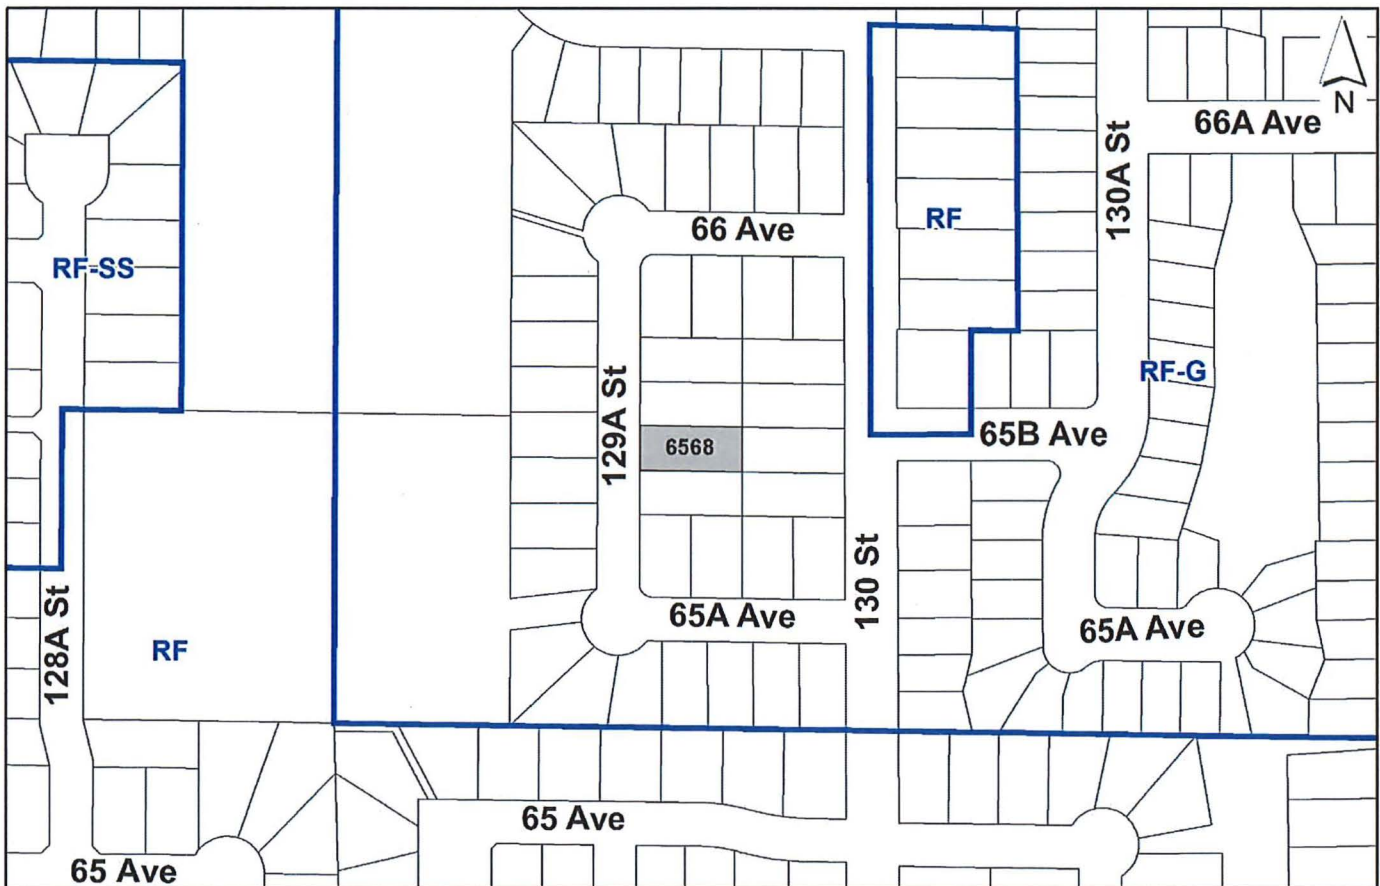 N
66A Ave
130A St
66 Ave
RF
RF-SS
RF-G
129A St
65B Ave
6568
130 St
128A St
65A Ave
65A Ave
RF
65 Ave
65 Ave